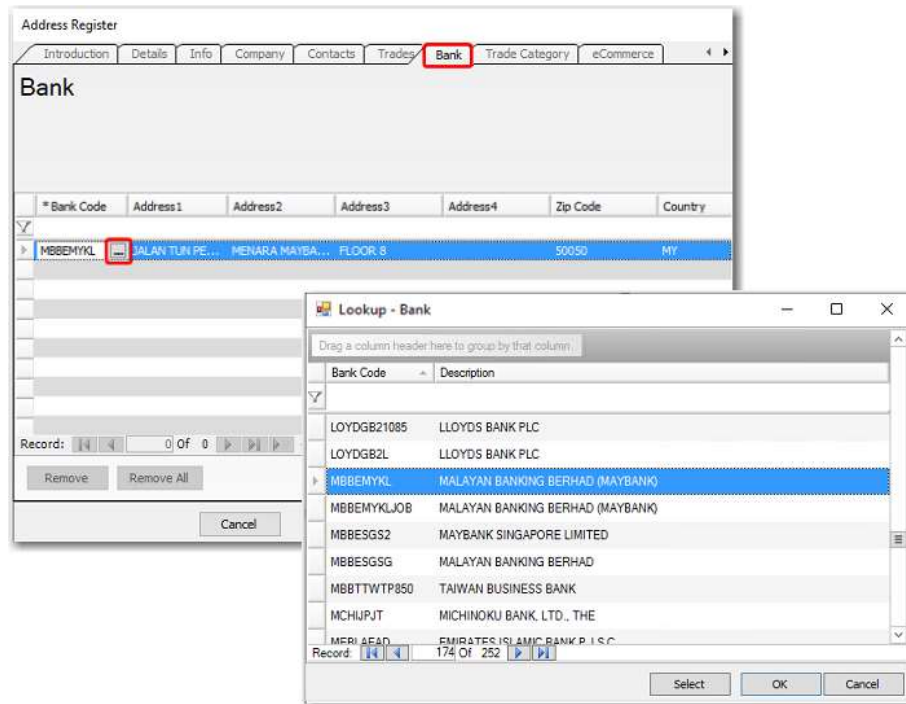 Address Register
Introduction Details Info Company Contacts Trades Bank Trade Category eCommerce
Bank
* Bank Code Address1 Address2 Address3 Address4 Zip Code Country
MBBEMYKL ... JALAN TUN PE... MENARA MAYBA... FLOOR 8 50050 MY
Record: 0 Of 0
Remove Remove All
Cancel
Lookup - Bank
Drag a column header here to group by that column.
Bank Code Description
LOYDGB21085 LLOYDS BANK PLC
LOYDGB2L LLOYDS BANK PLC
MBBEMYKL MALAYAN BANKING BERHAD (MAYBANK)
MBBEMYKLJOB MALAYAN BANKING BERHAD (MAYBANK)
MBBESGS2 MAYBANK SINGAPORE LIMITED
MBBESGSG MALAYAN BANKING BERHAD
MBBTTWTP850 TAIWAN BUSINESS BANK
MCHIJPJT MICHINOKU BANK, LTD., THE
MEBLAEAD EMIRATES ISLAMIC BANK P.J.S.C
Record: 174 Of 252
Select OK Cancel